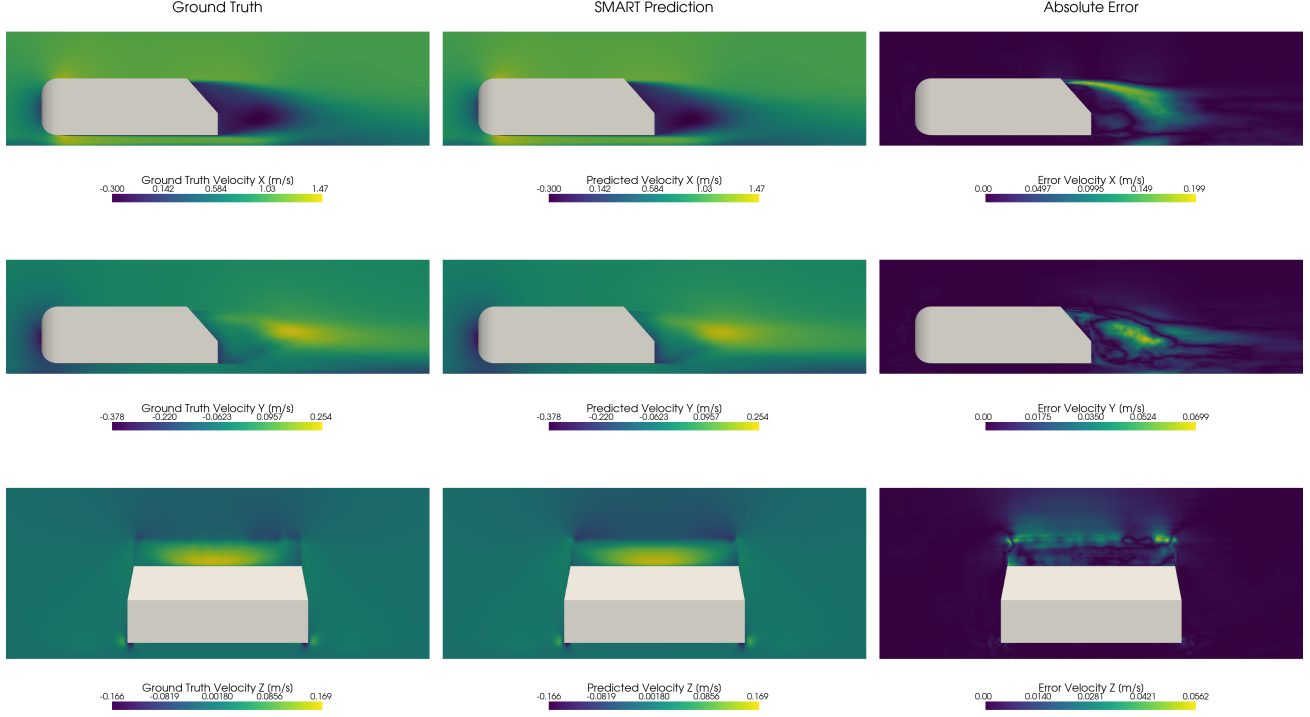 Ground Truth
SMART Prediction
Absolute Error
Ground Truth Velocity X (m/s)
-0.300 0.142 0.584 1.03 1.47
Predicted Velocity X (m/s)
-0.300 0.142 0.584 1.03 1.47
Error Velocity X (m/s)
0.00 0.0497 0.0995 0.149 0.199
Ground Truth Velocity Y (m/s)
-0.378 -0.220 -0.0623 0.0957 0.254
Predicted Velocity Y (m/s)
-0.378 -0.220 -0.0623 0.0957 0.254
Error Velocity Y (m/s)
0.00 0.0175 0.0350 0.0524 0.0699
Ground Truth Velocity Z (m/s)
-0.166 -0.0819 0.00180 0.0856 0.169
Predicted Velocity Z (m/s)
-0.166 -0.0819 0.00180 0.0856 0.169
Error Velocity Z (m/s)
0.00 0.0140 0.0281 0.0421 0.0562